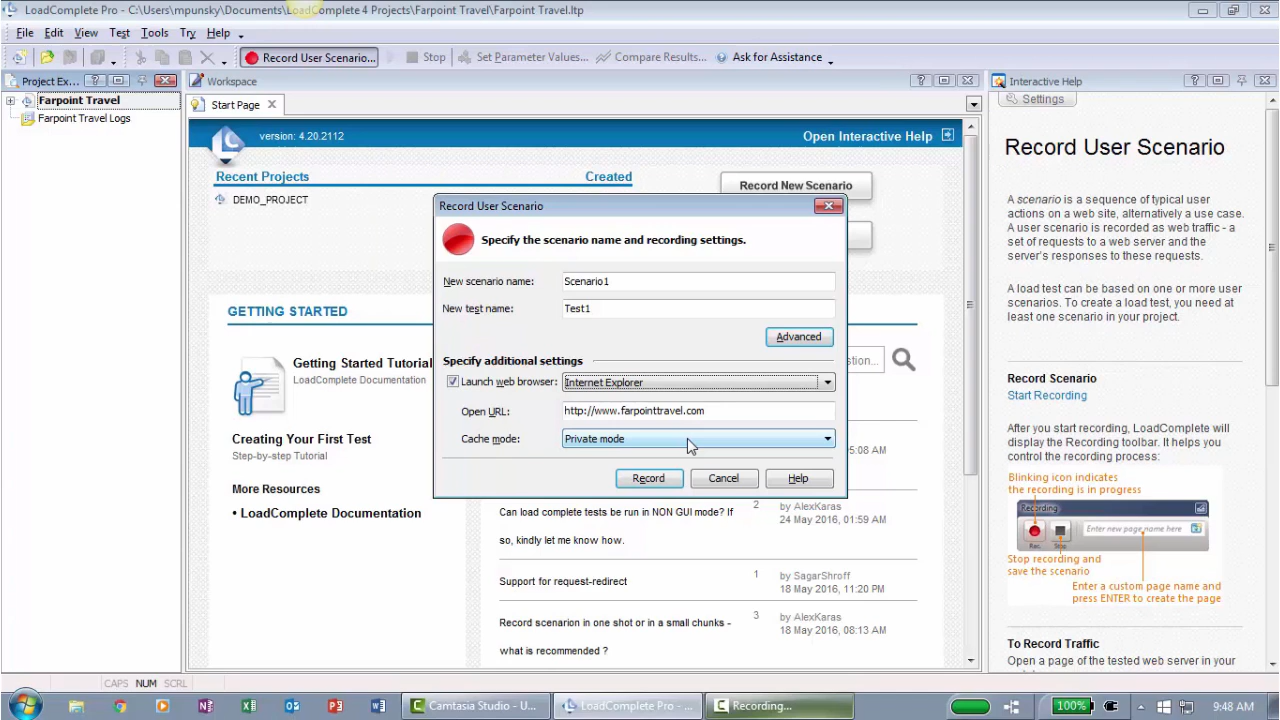 LoadComplete Pro - C:\Users\mpunsky\Documents\LoadComplete 4 Projects\Farpoint Travel\Farpoint Travel.ltp
File Edit View Test Tools Try Help
Record User Scenario... Stop Set Parameter Values... Compare Results... Ask for Assistance
Project Ex...
Farpoint Travel
Farpoint Travel Logs
Workspace
Start Page
version: 4.20.2112
Open Interactive Help
Recent Projects Created
DEMO_PROJECT
Record New Scenario
GETTING STARTED
Getting Started Tutorial
LoadComplete Documentation
Creating Your First Test
Step-by-step Tutorial
More Resources
• LoadComplete Documentation
Record User Scenario
Specify the scenario name and recording settings.
New scenario name: Scenario1
New test name: Test1
Advanced
Specify additional settings
Launch web browser: Internet Explorer
Open URL: http://www.farpointtravel.com
Cache mode: Private mode
Record Cancel Help
stion...
5:08 AM
Can load complete tests be run in NON GUI mode? If
so, kindly let me know how.
2
by AlexKaras
24 May 2016, 01:59 AM
Support for request-redirect
1
by SagarShroff
18 May 2016, 11:20 PM
Record scenarion in one shot or in a small chunks -
what is recommended ?
3
by AlexKaras
18 May 2016, 08:13 AM
Interactive Help
Settings
Record User Scenario
A scenario is a sequence of typical user
actions on a web site, alternatively a use case.
A user scenario is recorded as web traffic - a
set of requests to a web server and the
server's responses to these requests.
A load test can be based on one or more user
scenarios. To create a load test, you need at
least one scenario in your project.
Record Scenario
Start Recording
After you start recording, LoadComplete will
display the Recording toolbar. It helps you
control the recording process:
Blinking icon indicates
the recording is in progress
Recording
Enter new page name here
Rec. Stop
Stop recording and
save the scenario
Enter a custom page name and
press ENTER to create the page
To Record Traffic
Open a page of the tested web server in your
CAPS NUM SCRL
Camtasia Studio - U...
LoadComplete Pro - ...
Recording...
100%
9:48 AM